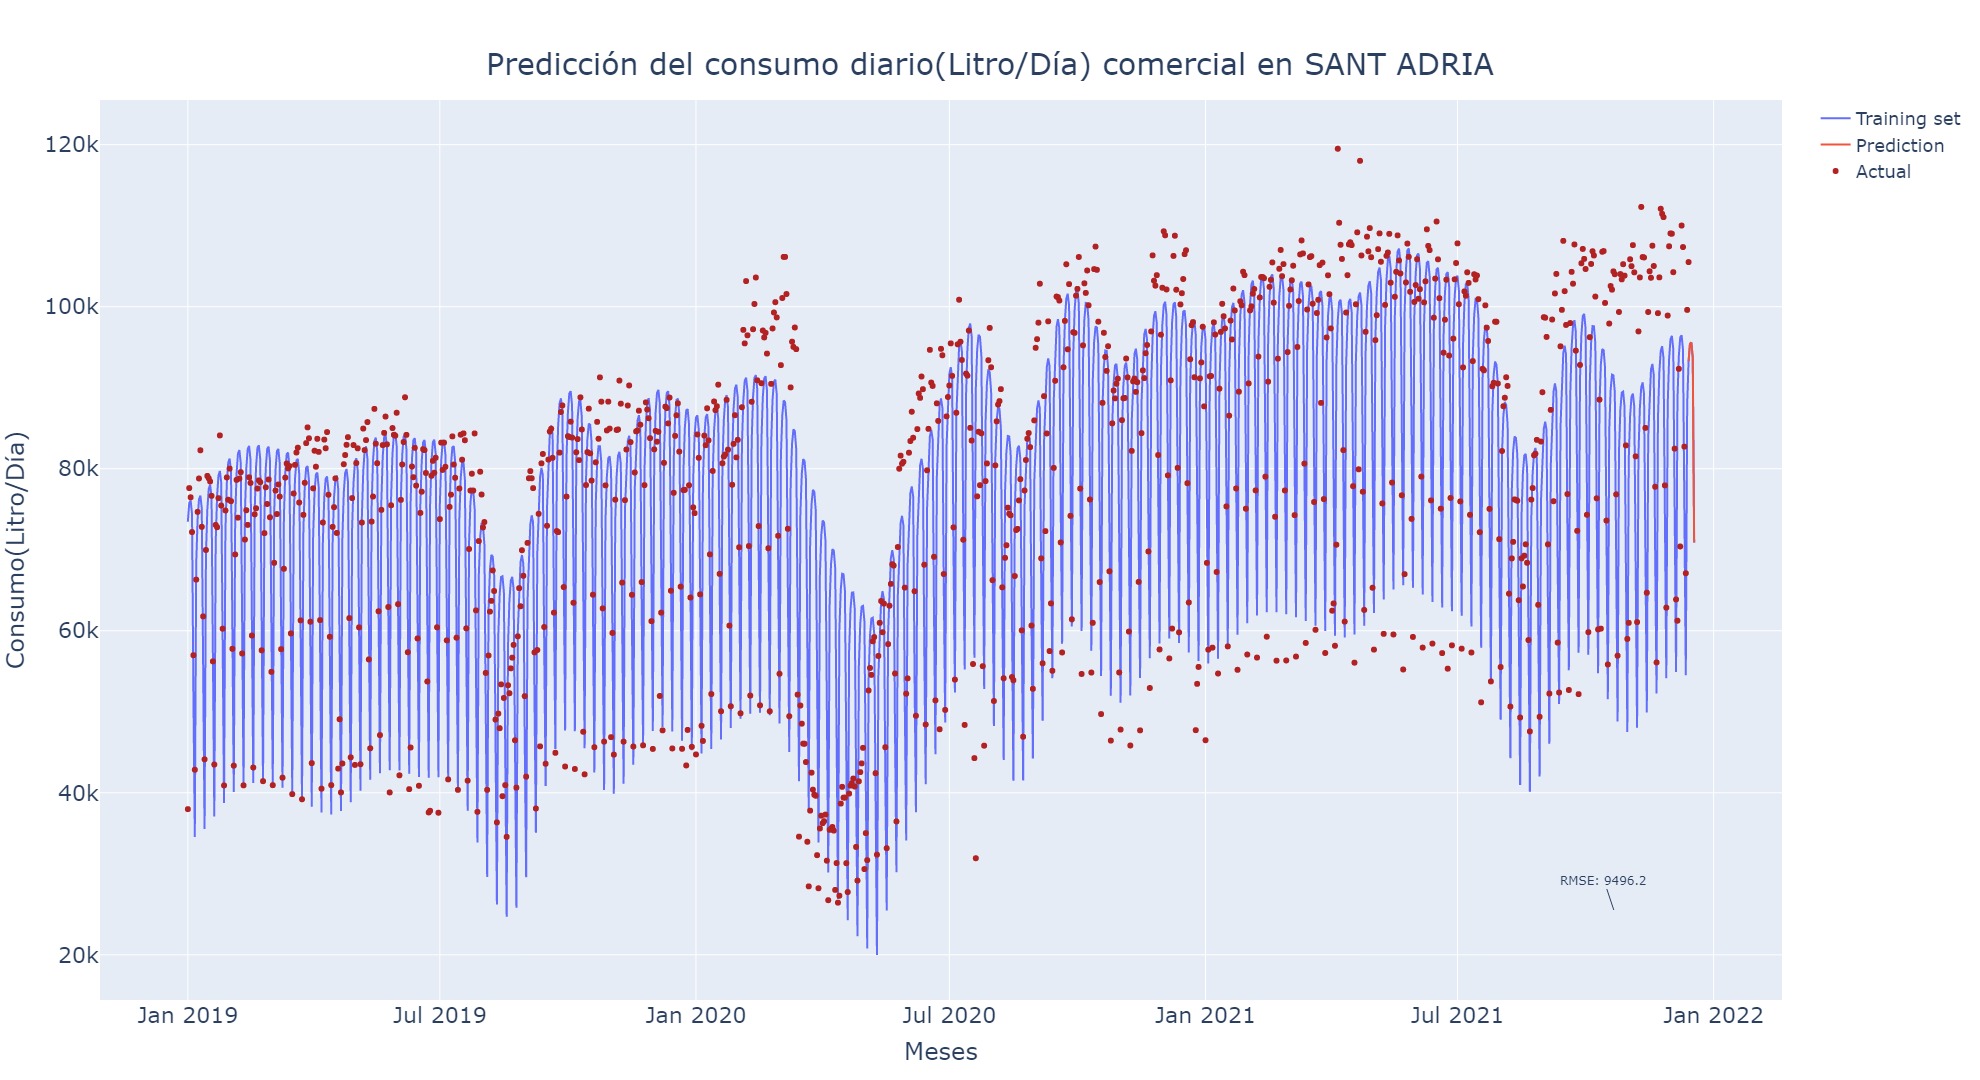 Predicción del consumo diario(Litro/Día) comercial en SANT ADRIA
Training set
Prediction
Actual
Consumo(Litro/Día)
120k
100k
80k
60k
40k
20k
RMSE: 9496.2
Jan 2019
Jul 2019
Jan 2020
Jul 2020
Jan 2021
Jul 2021
Jan 2022
Meses